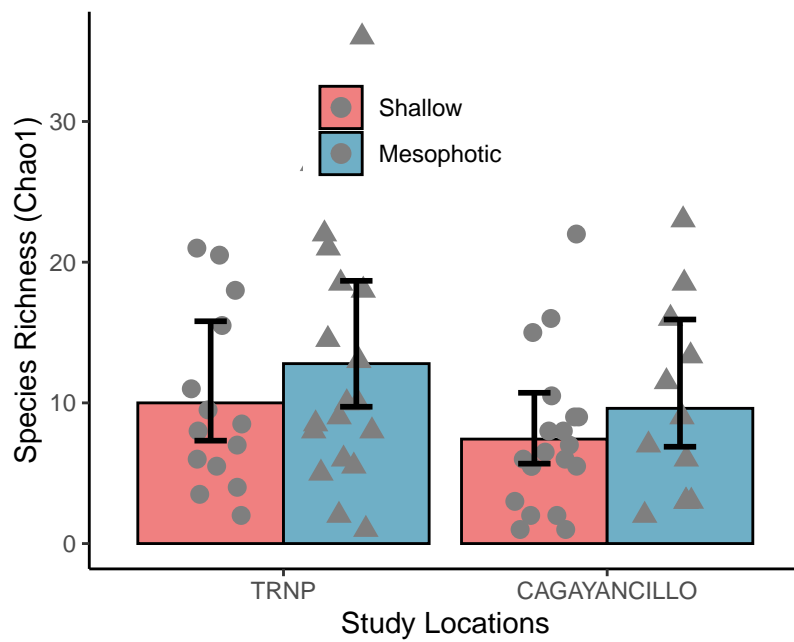 Species Richness (Chao1)
30
20
10
0
Shallow
Mesophotic
TRNP
CAGAYANCILLO
Study Locations